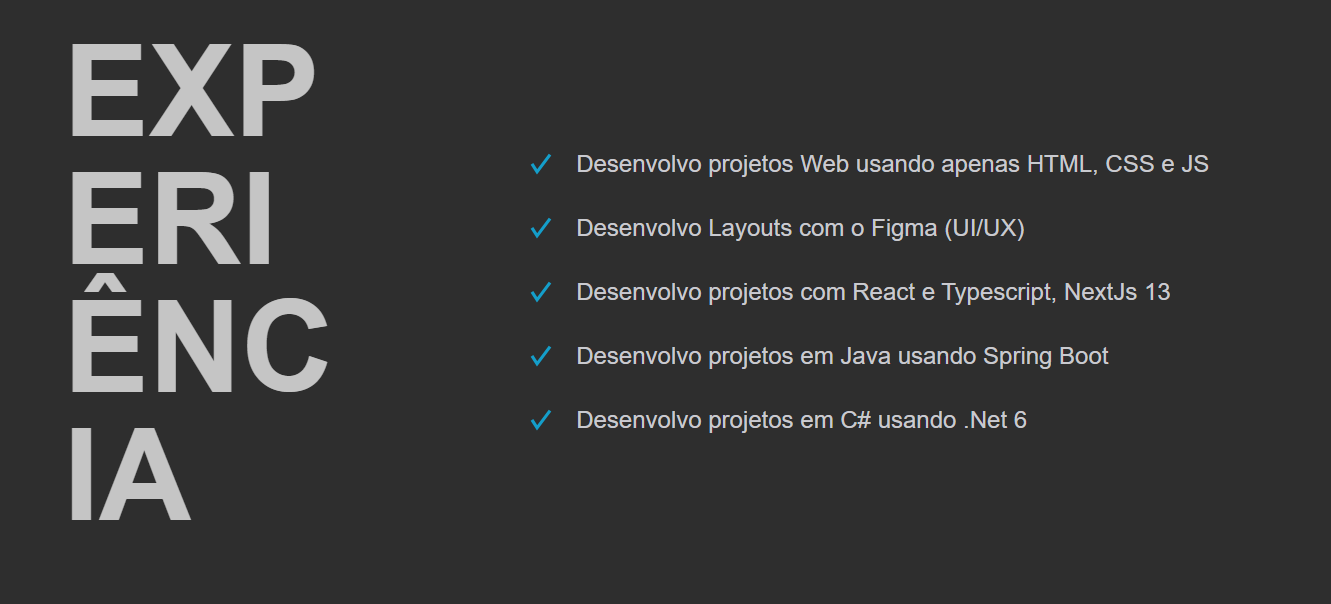 EXP
ERI
ÊNC
IA
Desenvolvo projetos Web usando apenas HTML, CSS e JS
Desenvolvo Layouts com o Figma (UI/UX)
Desenvolvo projetos com React e Typescript, NextJs 13
Desenvolvo projetos em Java usando Spring Boot
Desenvolvo projetos em C# usando .Net 6